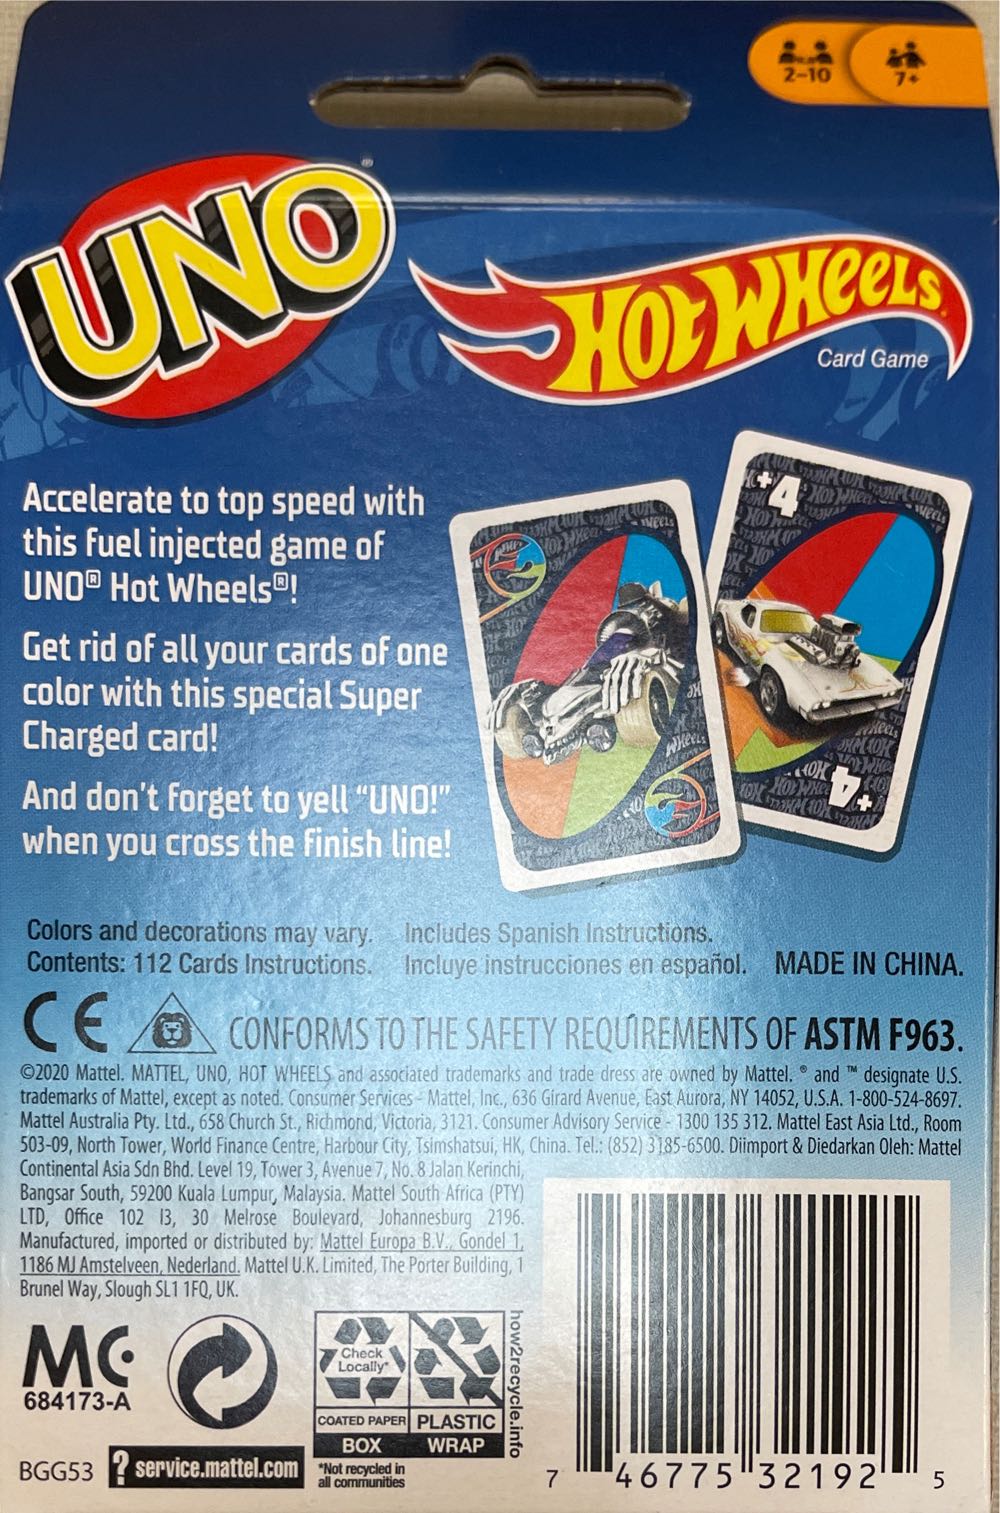 2-10
7+
UNO®
HOT WHEELS®
Card Game
Accelerate to top speed with
this fuel injected game of
UNO® Hot Wheels®!
Get rid of all your cards of one
color with this special Super
Charged card!
And don't forget to yell “UNO!”
when you cross the finish line!
+4
+4
Colors and decorations may vary. Includes Spanish Instructions.
Contents: 112 Cards Instructions. Incluye instrucciones en español. MADE IN CHINA.
CE CONFORMS TO THE SAFETY REQUIREMENTS OF ASTM F963.
©2020 Mattel. MATTEL, UNO, HOT WHEELS and associated trademarks and trade dress are owned by Mattel. ® and ™ designate U.S.
trademarks of Mattel, except as noted. Consumer Services - Mattel, Inc., 636 Girard Avenue, East Aurora, NY 14052, U.S.A. 1-800-524-8697.
Mattel Australia Pty. Ltd., 658 Church St., Richmond, Victoria, 3121. Consumer Advisory Service - 1300 135 312. Mattel East Asia Ltd., Room
503-09, North Tower, World Finance Centre, Harbour City, Tsimshatsui, HK, China. Tel.: (852) 3185-6500. Diimport & Diedarkan Oleh: Mattel
Continental Asia Sdn Bhd. Level 19, Tower 3, Avenue 7, No. 8 Jalan Kerinchi,
Bangsar South, 59200 Kuala Lumpur, Malaysia. Mattel South Africa (PTY)
LTD, Office 102 I3, 30 Melrose Boulevard, Johannesburg 2196.
Manufactured, imported or distributed by: Mattel Europa B.V., Gondel 1,
1186 MJ Amstelveen, Nederland. Mattel U.K. Limited, The Porter Building, 1
Brunel Way, Slough SL1 1FQ, UK.
MC
684173-A
Check
Locally*
COATED PAPER PLASTIC
BOX WRAP
how2recycle.info
*Not recycled in
all communities
BGG53 ? service.mattel.com
7 46775 32192 5